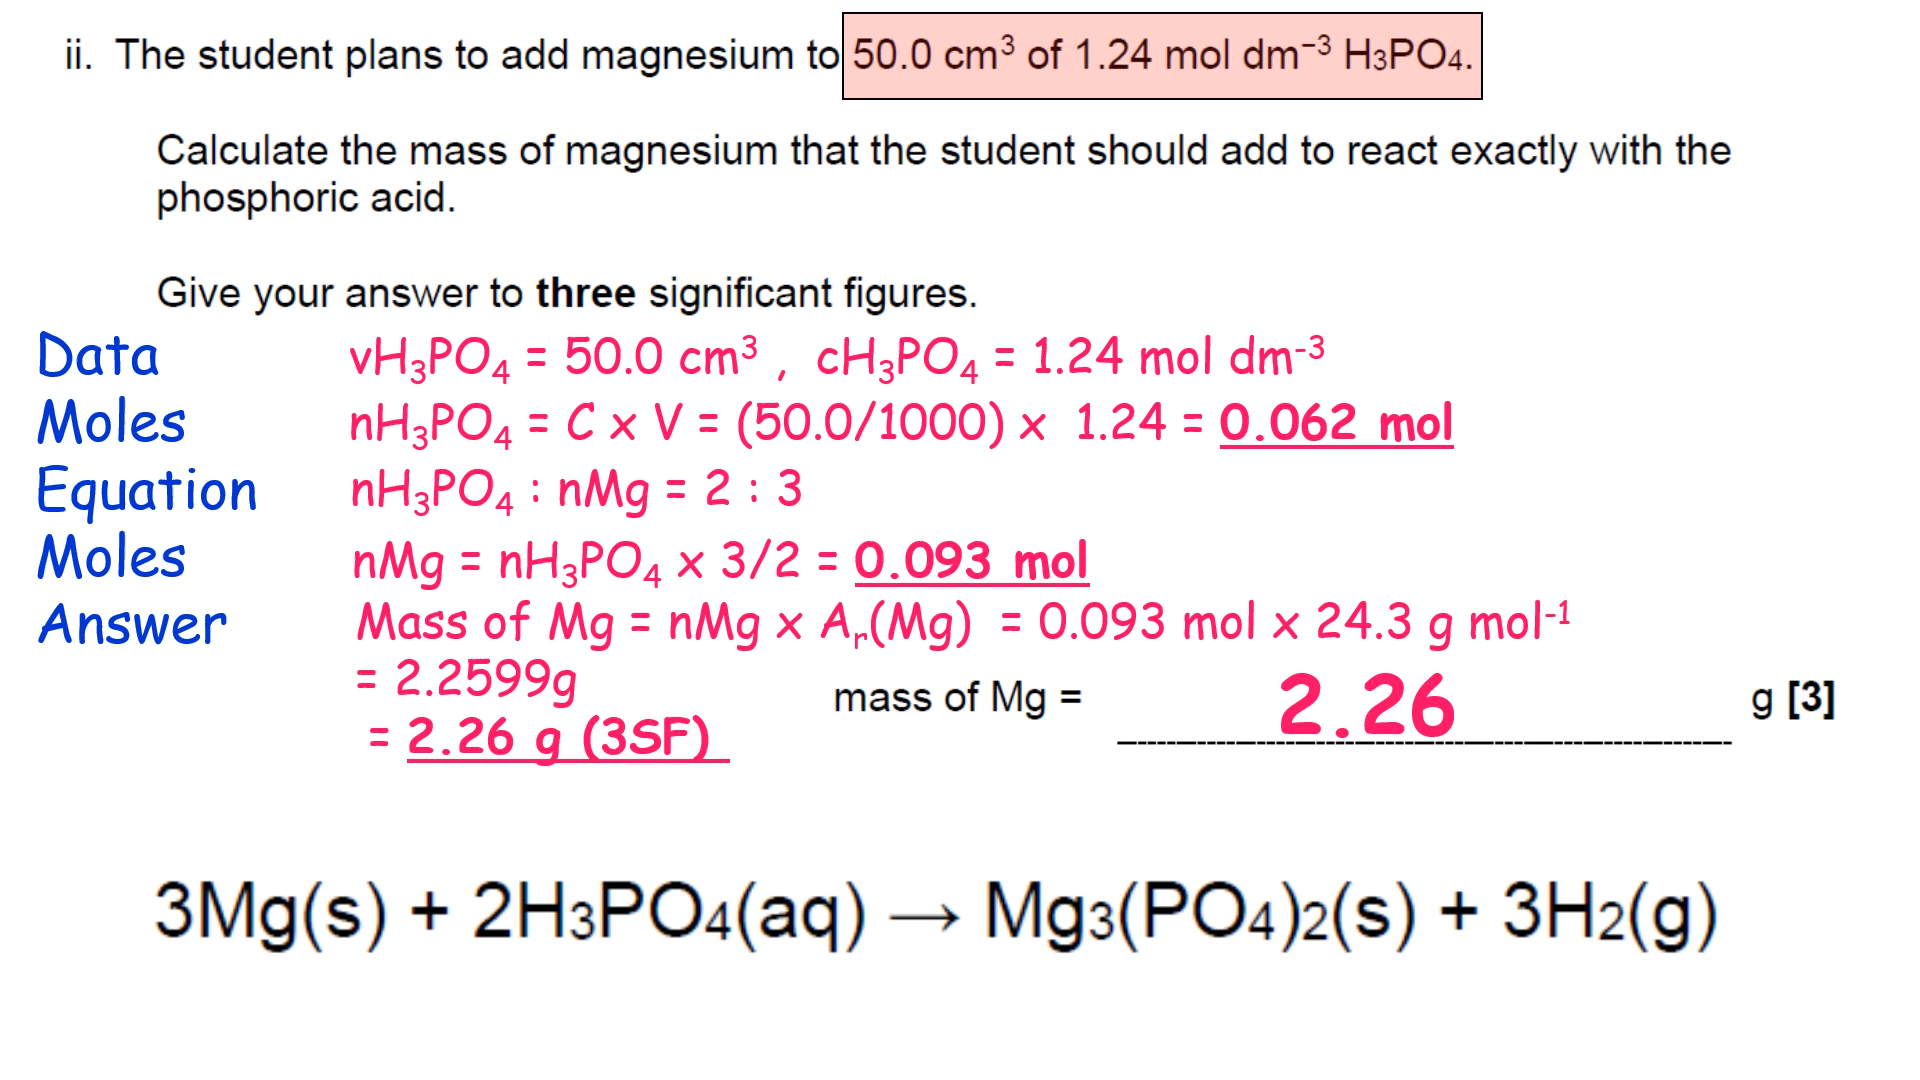 ii. The student plans to add magnesium to 50.0 cm³ of 1.24 mol dm⁻³ H₃PO₄.
Calculate the mass of magnesium that the student should add to react exactly with the
phosphoric acid.
Give your answer to three significant figures.
Data vH₃PO₄ = 50.0 cm³ , cH₃PO₄ = 1.24 mol dm⁻³
Moles nH₃PO₄ = C x V = (50.0/1000) x 1.24 = 0.062 mol
Equation nH₃PO₄ : nMg = 2 : 3
Moles nMg = nH₃PO₄ x 3/2 = 0.093 mol
Answer Mass of Mg = nMg x Aᵣ(Mg) = 0.093 mol x 24.3 g mol⁻¹
= 2.2599g
mass of Mg = 2.26 g [3]
= 2.26 g (3SF)
3Mg(s) + 2H₃PO₄(aq) → Mg₃(PO₄)₂(s) + 3H₂(g)